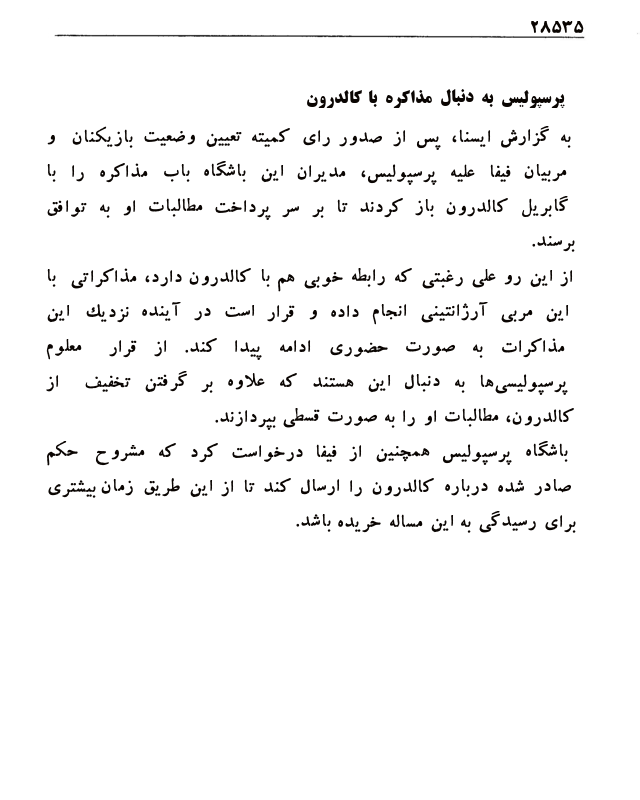 ۲۸۵۳۵
پرسپولیس به دنبال مذاکره با کالدرون
به گزارش ایسنا، پس از صدور رای کمیته تعیین وضعیت بازیکنان و
مربیان فیفا علیه پرسپولیس، مدیران این باشگاه باب مذاکره را با
گابریل کالدرون باز کردند تا بر سر پرداخت مطالبات او به توافق
برسند.
از این رو علی رغبتی که رابطه خوبی هم با کالدرون دارد، مذاکراتی با
این مربی آرژانتینی انجام داده و قرار است در آینده نزدیك این
مذاکرات به صورت حضوری ادامه پیدا کند. از قرار معلوم
پرسپولیسی‌ها به دنبال این هستند که علاوه بر گرفتن تخفیف از
کالدرون، مطالبات او را به صورت قسطی بپردازند.
باشگاه پرسپولیس همچنین از فیفا درخواست کرد که مشروح حکم
صادر شده درباره کالدرون را ارسال کند تا از این طریق زمان بیشتری
برای رسیدگی به این مساله خریده باشد.